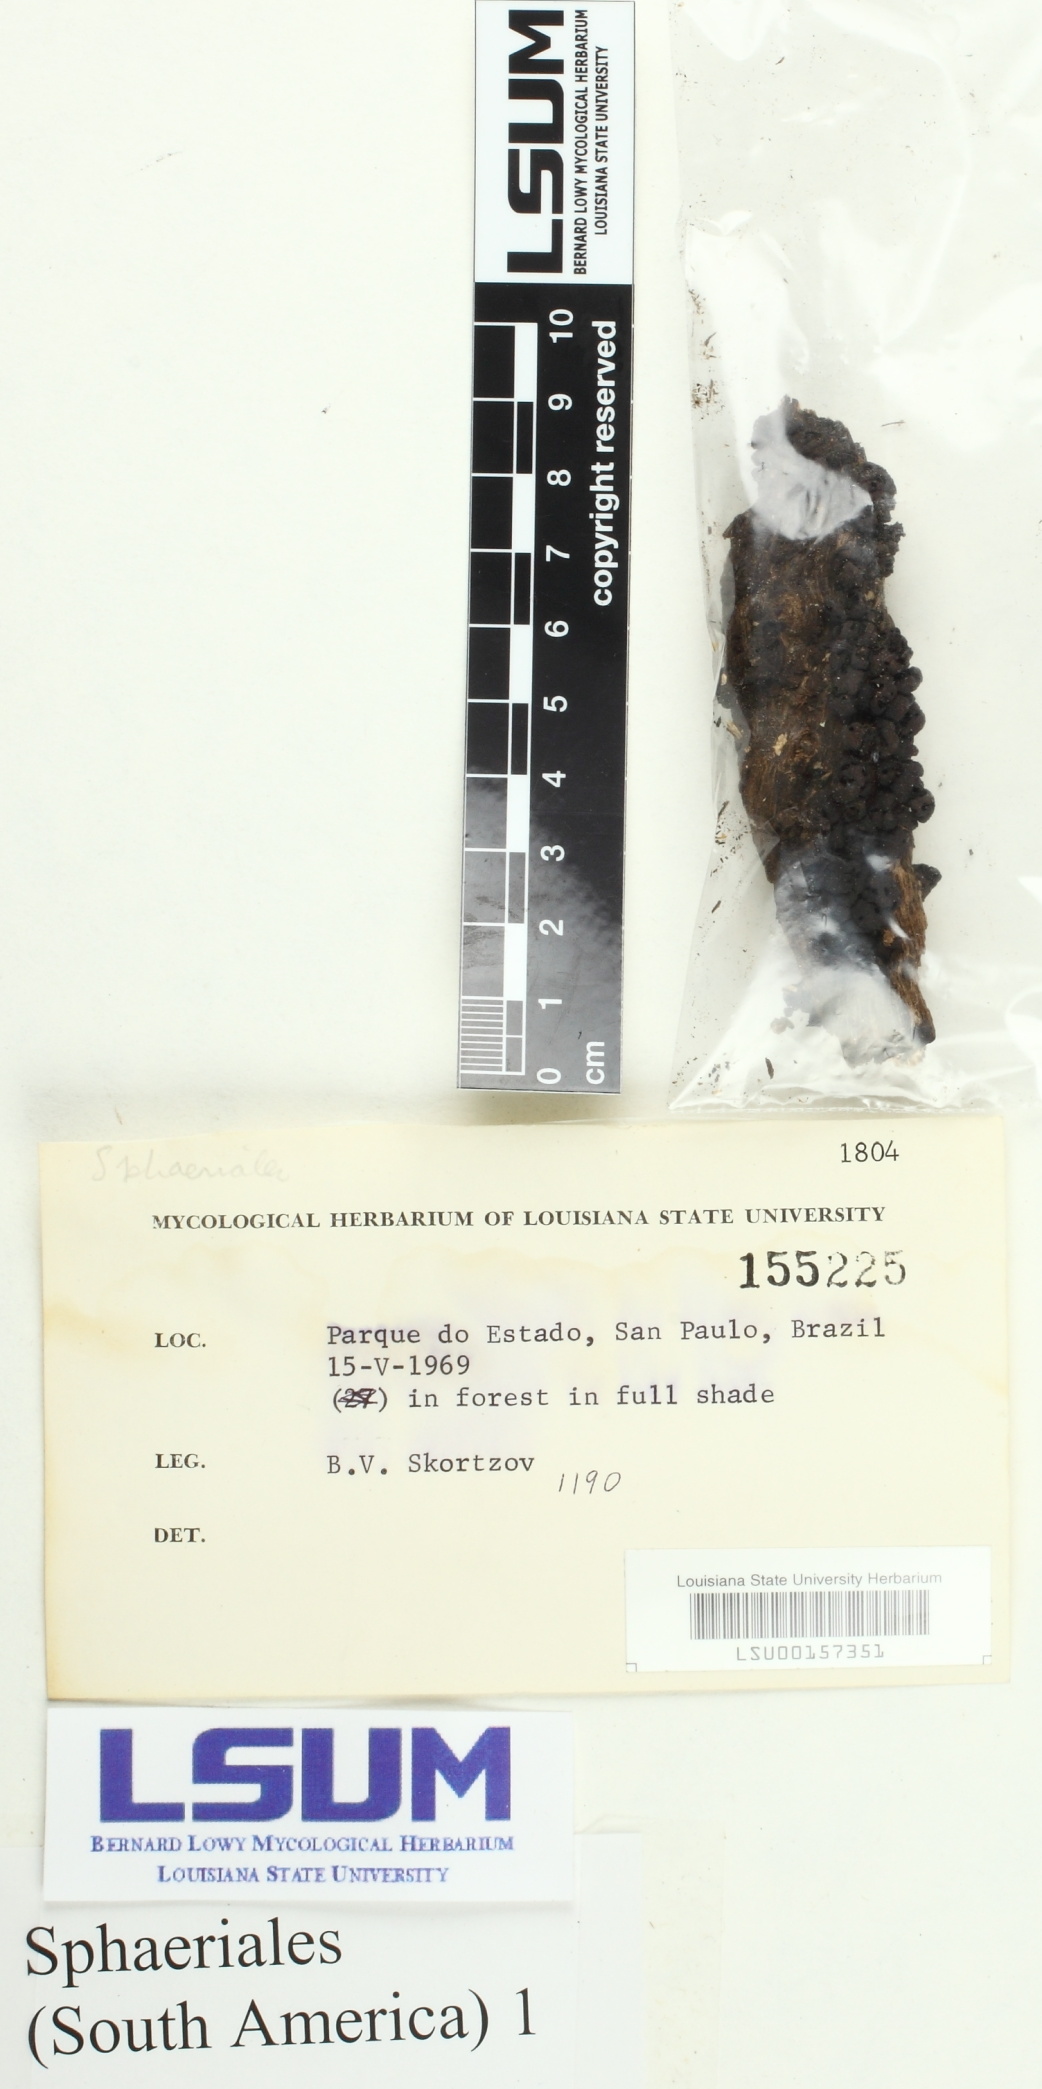 LSUM
BERNARD LOWY MYCOLOGICAL HERBARIUM
LOUISIANA STATE UNIVERSITY
10
9
8
7
6
5
4
3
2
1
0
cm
copyright reserved
Sphaeriales
1804
MYCOLOGICAL HERBARIUM OF LOUISIANA STATE UNIVERSITY
155225
LOC. Parque do Estado, San Paulo, Brazil
15-V-1969
( ) in forest in full shade
LEG. B.V. Skortzov
1190
DET.
Louisiana State University Herbarium
LSU00157351
LSUM
BERNARD LOWY MYCOLOGICAL HERBARIUM
LOUISIANA STATE UNIVERSITY
Sphaeriales
(South America) 1